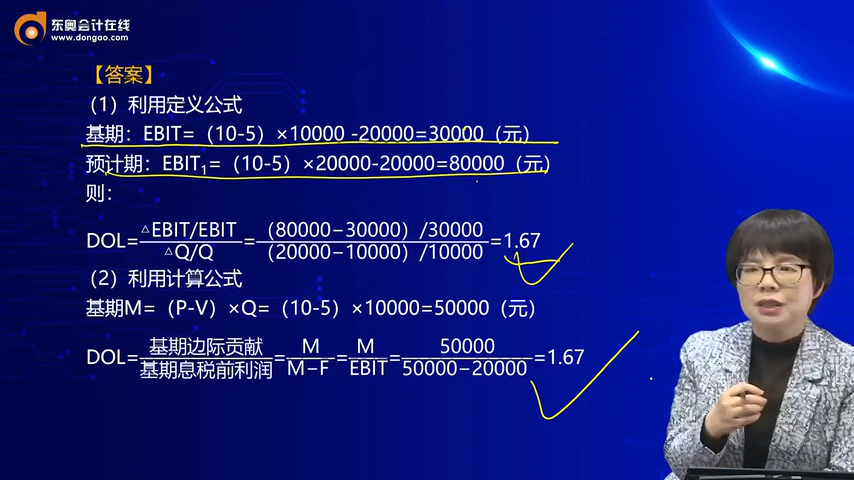 东奥会计在线
www.dongao.com
【答案】
（1）利用定义公式
基期：EBIT=（10-5）×10000 -20000=30000（元）
预计期：EBIT₁=（10-5）×20000-20000=80000（元）
则：
DOL=△EBIT/EBIT / △Q/Q=（80000−30000）/30000 / （20000−10000）/10000=1.67
（2）利用计算公式
基期M=（P-V）×Q=（10-5）×10000=50000（元）
DOL=基期边际贡献 / 基期息税前利润=M / M−F=M / EBIT=50000 / 50000−20000=1.67